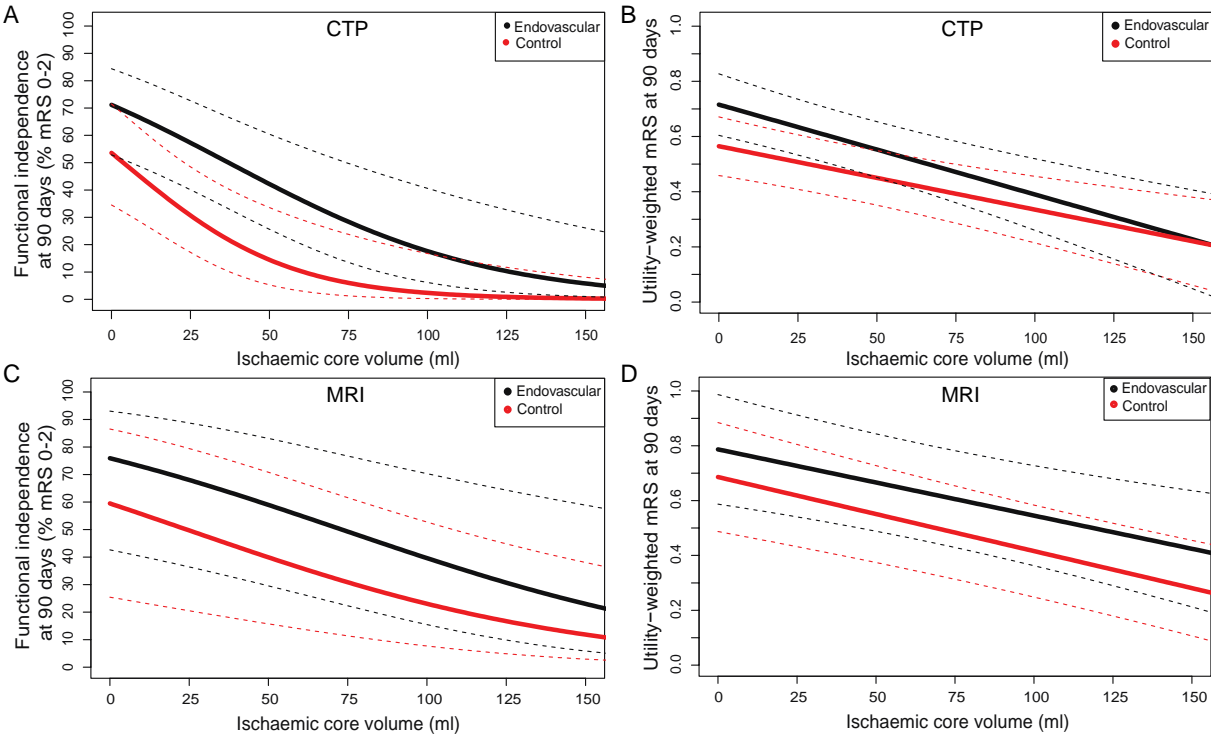 A
CTP
Endovascular
Control
Functional independence
at 90 days (% mRS 0-2)
100
90
80
70
60
50
40
30
20
10
0
0 25 50 75 100 125 150
Ischaemic core volume (ml)
B
CTP
Endovascular
Control
Utility-weighted mRS at 90 days
1.0
0.8
0.6
0.4
0.2
0.0
0 25 50 75 100 125 150
Ischaemic core volume (ml)
C
MRI
Endovascular
Control
Functional independence
at 90 days (% mRS 0-2)
100
90
80
70
60
50
40
30
20
10
0
0 25 50 75 100 125 150
Ischaemic core volume (ml)
D
MRI
Endovascular
Control
Utility-weighted mRS at 90 days
1.0
0.8
0.6
0.4
0.2
0.0
0 25 50 75 100 125 150
Ischaemic core volume (ml)